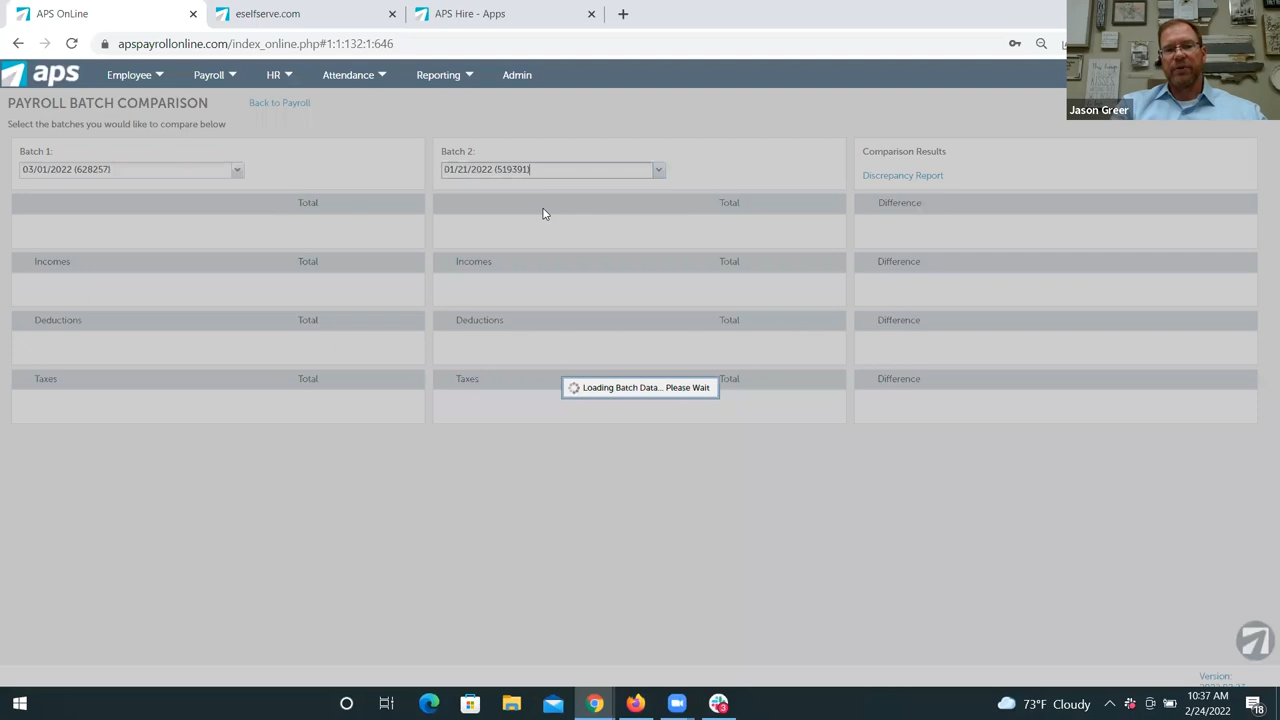 APS OnLine
eselfserve.com
APS Hire - Apps
apspayrollonline.com/index_online.php#1:1:132:1:646
aps
Employee
Payroll
HR
Attendance
Reporting
Admin
Jason Greer
PAYROLL BATCH COMPARISON
Back to Payroll
Select the batches you would like to compare below
Batch 1:
Batch 2:
Comparison Results
03/01/2022 (628257)
01/21/2022 (519391)
Discrepancy Report
Total
Total
Difference
Incomes
Total
Incomes
Total
Difference
Deductions
Total
Deductions
Total
Difference
Taxes
Total
Taxes
Total
Difference
Loading Batch Data... Please Wait
Version:
73°F Cloudy
3
10:37 AM
2/24/2022
18